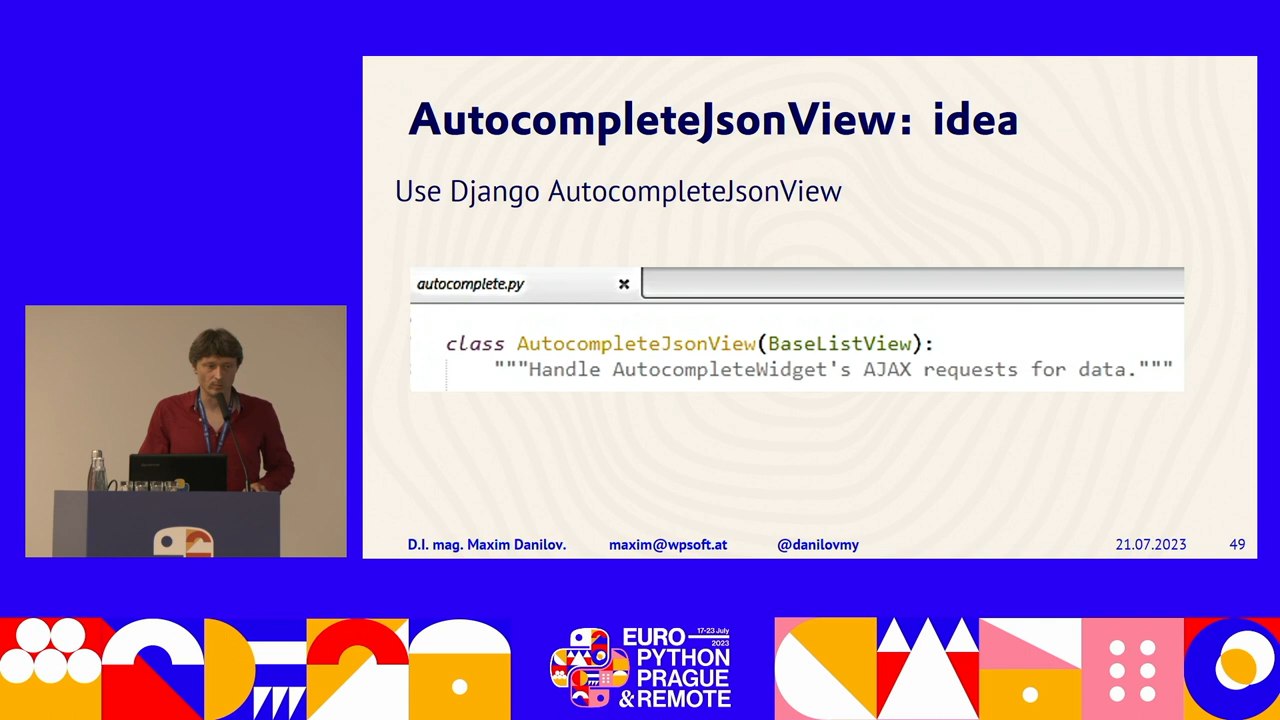 AutocompleteJsonView: idea
Use Django AutocompleteJsonView
autocomplete.py
class AutocompleteJsonView(BaseListView):
"""Handle AutocompleteWidget's AJAX requests for data."""
D.I. mag. Maxim Danilov. maxim@wpsoft.at @danilovmy 21.07.2023 49
EURO 17-23 July 2023
PYTHON
PRAGUE
& REMOTE